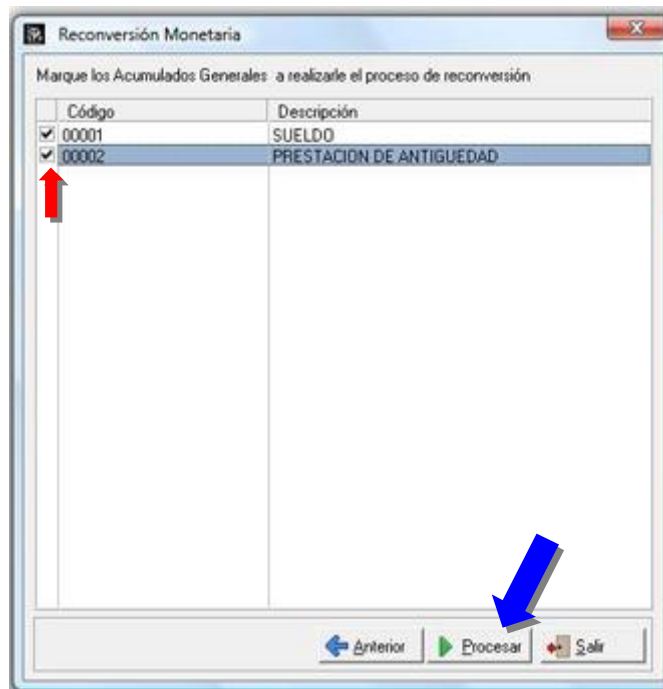 Reconversión Monetaria
Marque los Acumulados Generales a realizarle el proceso de reconversión
Código Descripción
00001 SUELDO
00002 PRESTACION DE ANTIGUEDAD
Anterior Procesar Salir